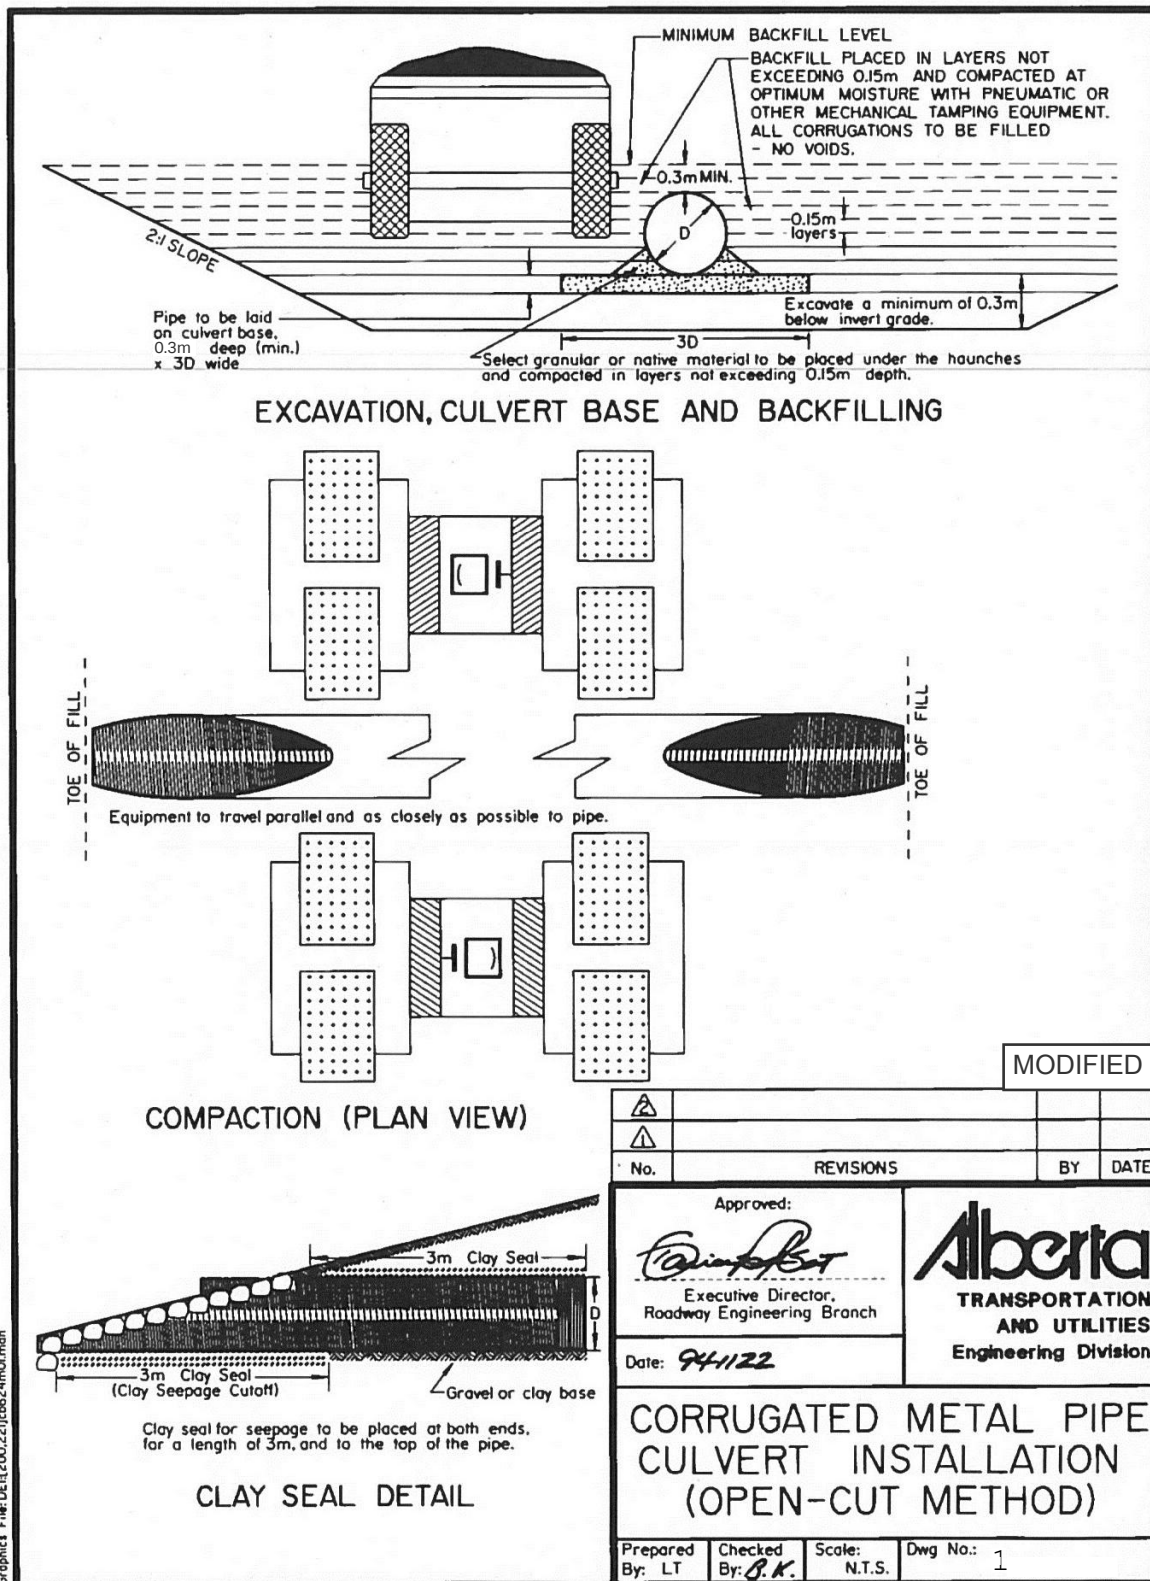 MINIMUM BACKFILL LEVEL
BACKFILL PLACED IN LAYERS NOT
EXCEEDING 0.15m AND COMPACTED AT
OPTIMUM MOISTURE WITH PNEUMATIC OR
OTHER MECHANICAL TAMPING EQUIPMENT.
ALL CORRUGATIONS TO BE FILLED
- NO VOIDS.
0.3m MIN.
0.15m
layers
D
2:1 SLOPE
Pipe to be laid
on culvert base,
0.3m deep (min.)
x 3D wide
Excavate a minimum of 0.3m
below invert grade.
3D
Select granular or native material to be placed under the haunches
and compacted in layers not exceeding 0.15m depth.
EXCAVATION, CULVERT BASE AND BACKFILLING
TOE OF FILL
TOE OF FILL
Equipment to travel parallel and as closely as possible to pipe.
COMPACTION (PLAN VIEW)
MODIFIED
2
1
No. REVISIONS BY DATE
3m Clay Seal
D
3m Clay Seal
(Clay Seepage Cutoff)
Gravel or clay base
Clay seal for seepage to be placed at both ends,
for a length of 3m, and to the top of the pipe.
CLAY SEAL DETAIL
Approved:
Executive Director,
Roadway Engineering Branch
Date: 941122
Alberta
TRANSPORTATION
AND UTILITIES
Engineering Division
CORRUGATED METAL PIPE
CULVERT INSTALLATION
(OPEN-CUT METHOD)
Prepared By: LT
Checked By: B.K.
Scale: N.T.S.
Dwg No.: 1